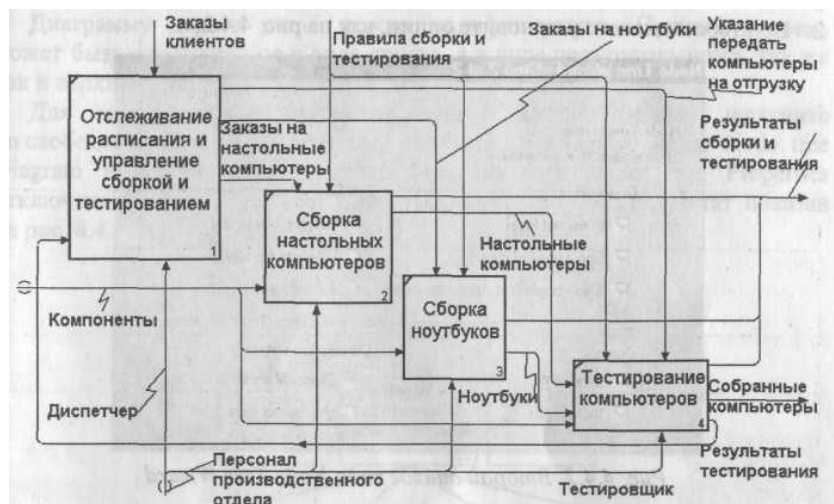 Заказы
клиентов
Правила сборки и
тестирования
Заказы на ноутбуки
Указание
передать
компьютеры
на отгрузку
Отслеживание
расписания и
управление
сборкой и
тестированием
1
Заказы на
настольные
компьютеры
Результаты
сборки и
тестирования
Сборка
настольных
компьютеров
2
Настольные
компьютеры
Компоненты
Сборка
ноутбуков
3
Ноутбуки
Тестирование
компьютеров
4
Собранные
компьютеры
Диспетчер
Результаты
тестирования
Персонал
производственного
отдела
Тестировщик